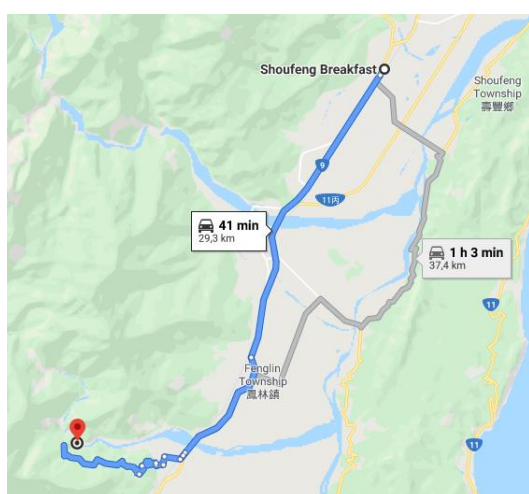 Shoufeng Breakfast
Shoufeng
Township
壽豐鄉
9
11丙
41 min
29,3 km
1 h 3 min
37,4 km
11
Fenglin
Township
鳳林鎮
11